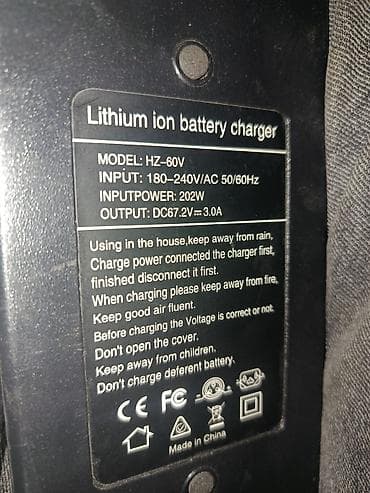 Lithium ion battery charger
MODEL: HZ-60V
INPUT: 180-240V/AC 50/60Hz
INPUTPOWER: 202W
OUTPUT: DC67.2V⎓3.0A
Using in the house,keep away from rain,
Charge power connected the charger first,
finished disconnect it first.
When charging please keep away from fire,
Keep good air fluent.
Before charging the Voltage is correct or not.
Don't open the cover.
Keep away from children.
Don't charge deferent battery.
CE FC
Made in China